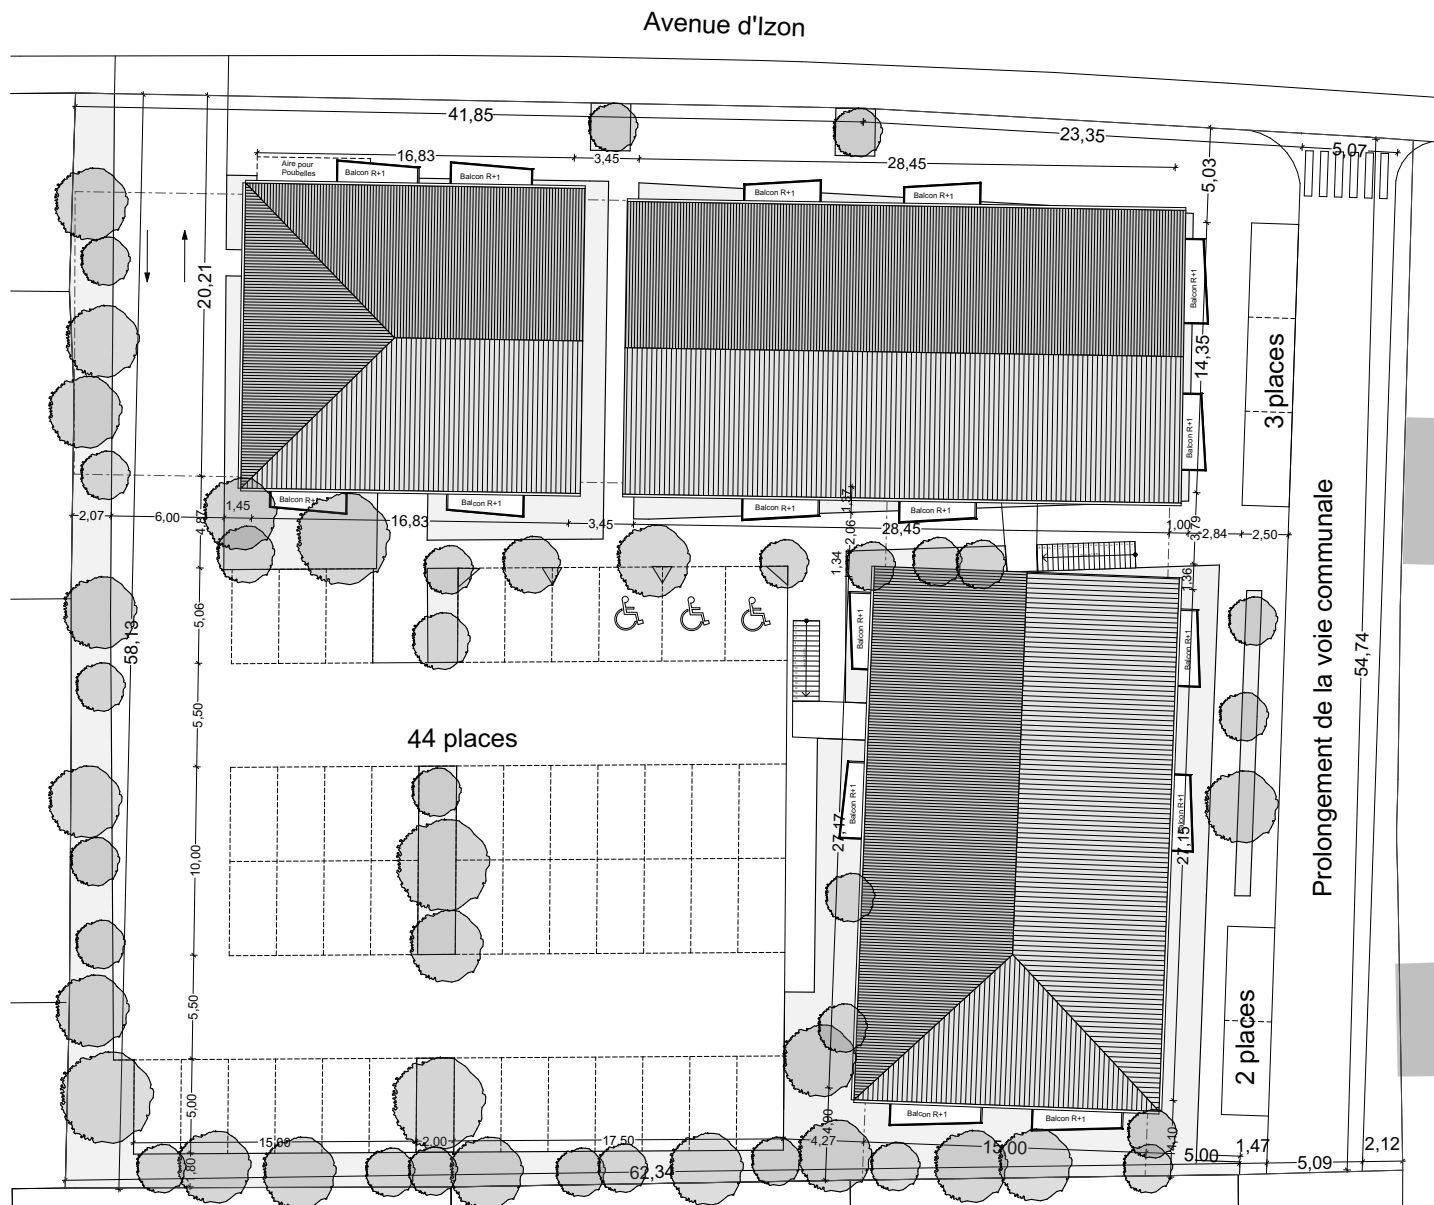 Avenue d'Izon
41,85
23,35
5,07
16,83
3,45
28,45
5,03
Aire pour
Poubelles
Balcon R+1
Balcon R+1
Balcon R+1
Balcon R+1
Balcon R+1
20,21
14,35
3 places
Balcon R+1
Balcon R+1
Balcon R+1
Balcon R+1
Balcon R+1
1,45
2,07
6,00
4,87
16,83
3,45
28,45
1,37
2,06
1,34
1,00
3,79
2,84
2,50
1,36
5,06
58,13
Balcon R+1
Balcon R+1
54,74
Prolongement de la voie communale
5,50
44 places
Balcon R+1
Balcon R+1
27,17
27,15
10,00
5,50
2 places
5,00
Balcon R+1
Balcon R+1
4,90
4,10
15,00
2,00
17,50
4,27
15,00
5,00
1,47
5,09
2,12
62,34